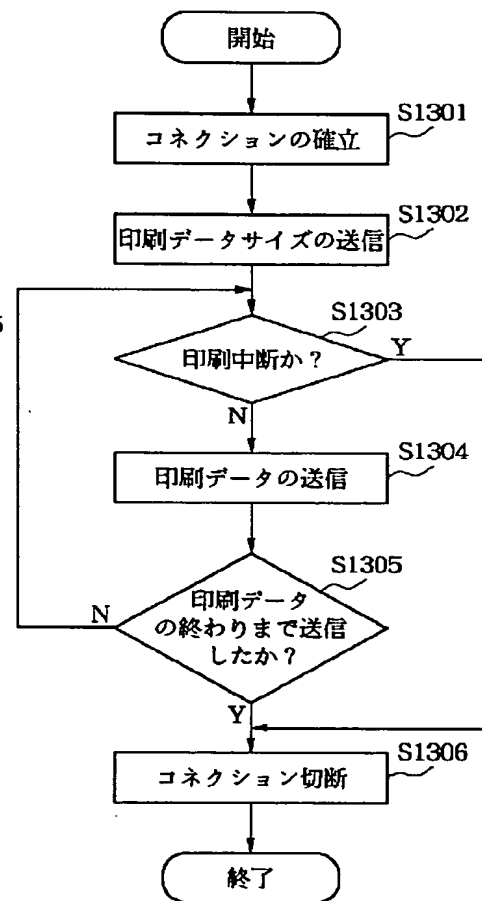 開始
S1301
コネクションの確立
S1302
印刷データサイズの送信
S1303
印刷中断か？
Y
N
S1304
印刷データの送信
S1305
印刷データ
の終わりまで送信
したか？
N
Y
S1306
コネクション切断
終了